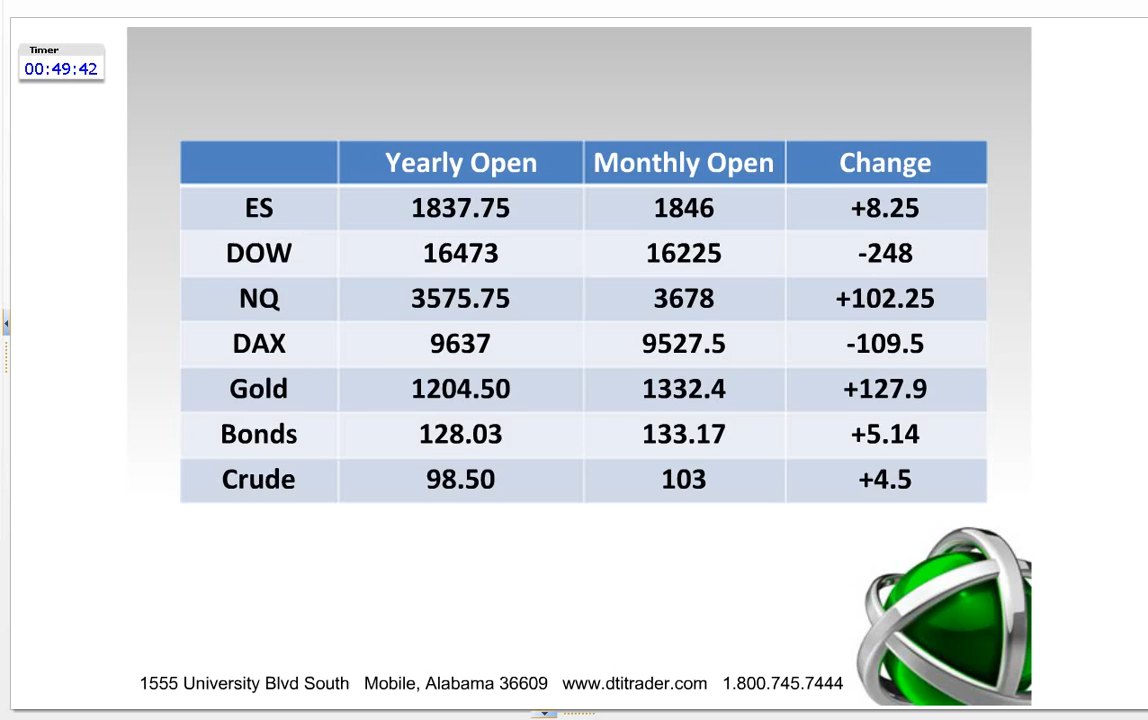 Timer
00:49:42
Yearly Open Monthly Open Change
ES 1837.75 1846 +8.25
DOW 16473 16225 -248
NQ 3575.75 3678 +102.25
DAX 9637 9527.5 -109.5
Gold 1204.50 1332.4 +127.9
Bonds 128.03 133.17 +5.14
Crude 98.50 103 +4.5
1555 University Blvd South Mobile, Alabama 36609 www.dtitrader.com 1.800.745.7444